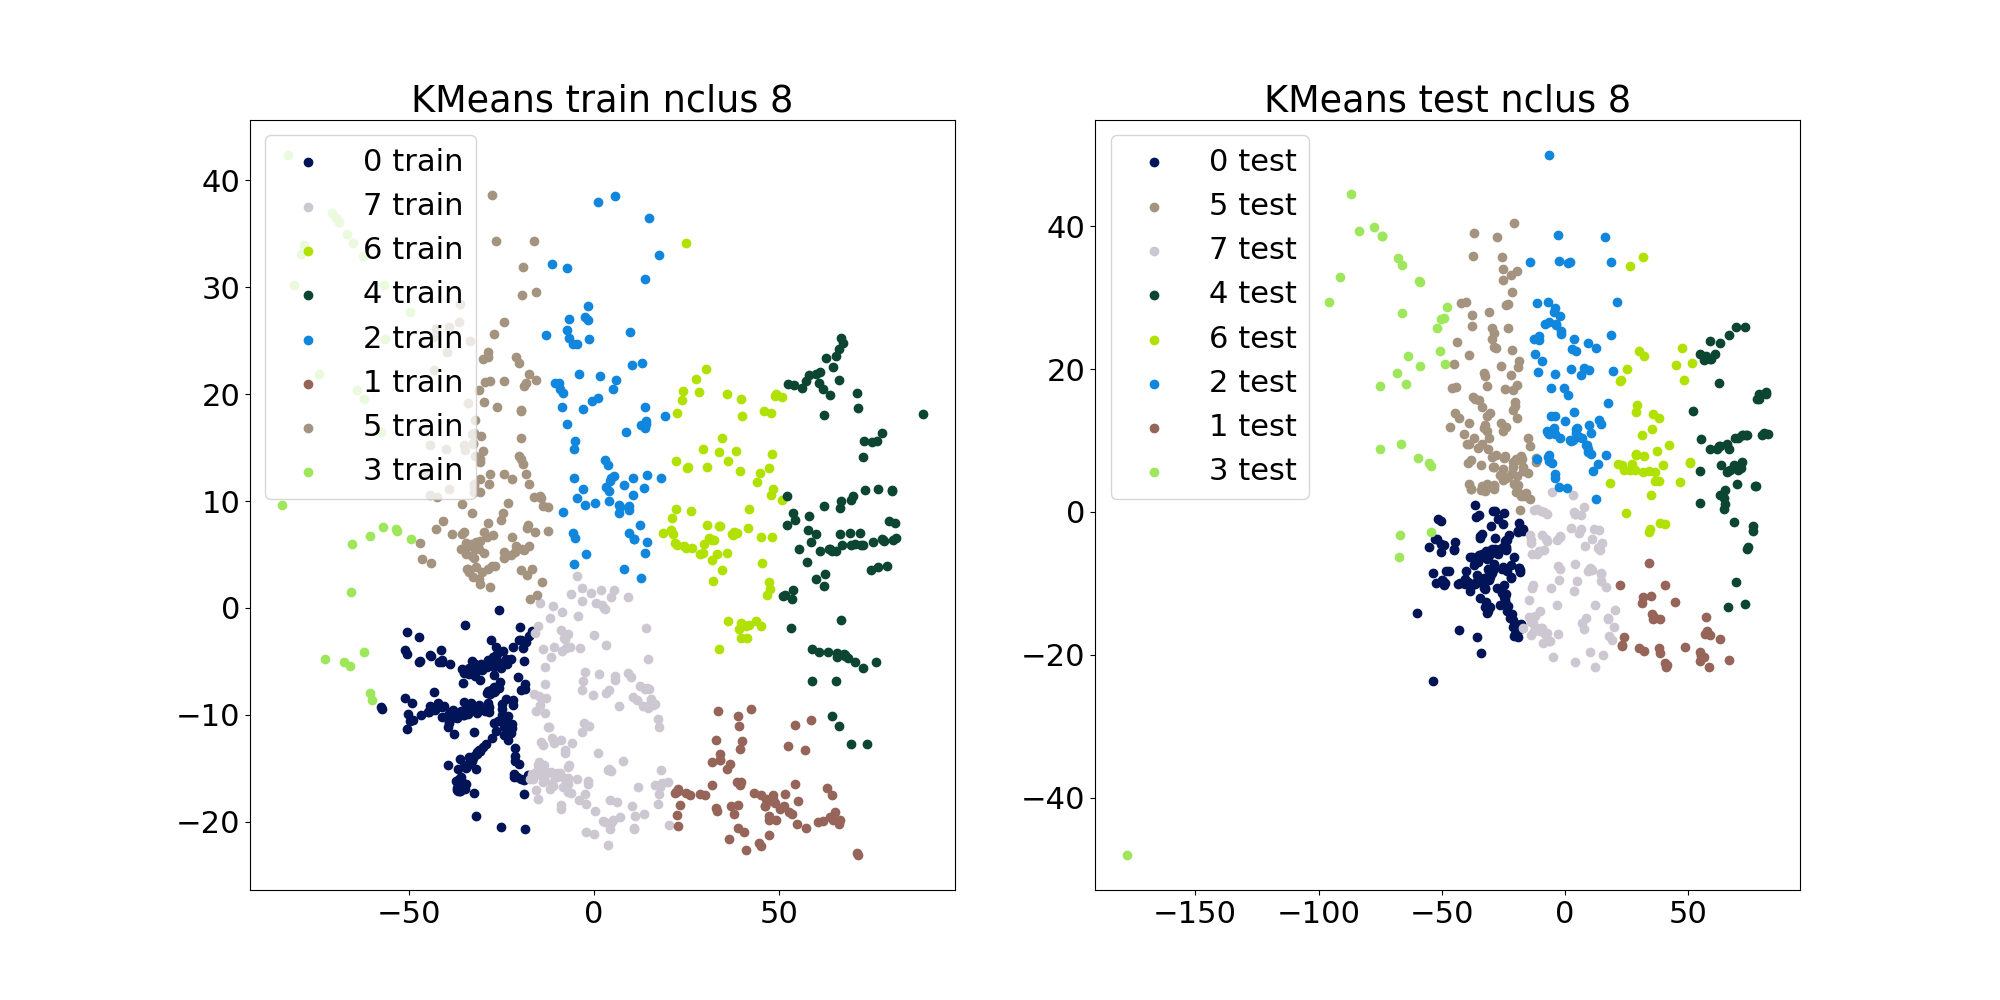 KMeans train nclus 8
40
30
20
10
0
−10
−20
−50
0
50
0 train
7 train
6 train
4 train
2 train
1 train
5 train
3 train
KMeans test nclus 8
40
20
0
−20
−40
−150
−100
−50
0
50
0 test
5 test
7 test
4 test
6 test
2 test
1 test
3 test